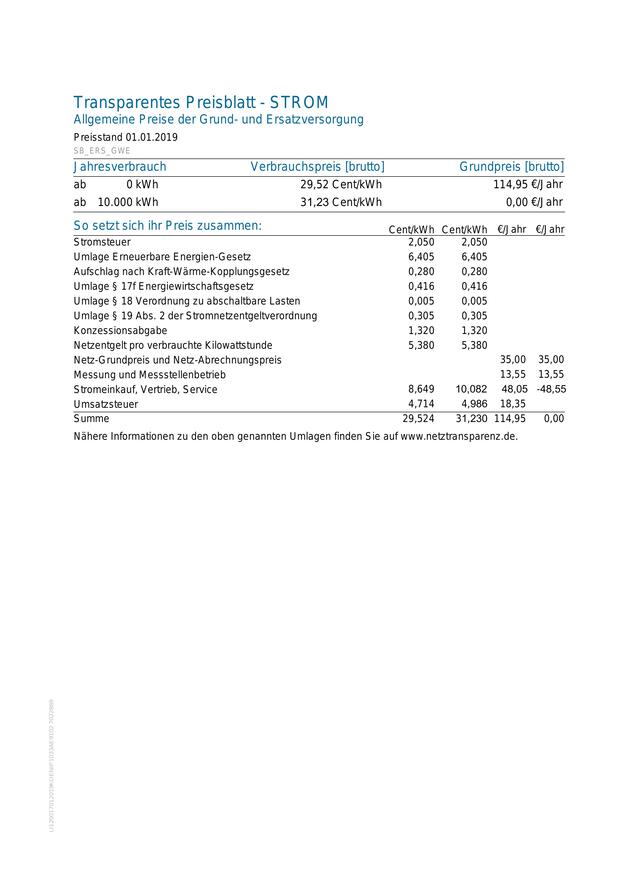 Transparentes Preisblatt - STROM
Allgemeine Preise der Grund- und Ersatzversorgung
Preisstand 01.01.2019
SB_ERS_GWE
Jahresverbrauch Verbrauchspreis [brutto] Grundpreis [brutto]
ab 0 kWh 29,52 Cent/kWh 114,95 €/Jahr
ab 10.000 kWh 31,23 Cent/kWh 0,00 €/Jahr
So setzt sich ihr Preis zusammen: Cent/kWh Cent/kWh €/Jahr €/Jahr
Stromsteuer 2,050 2,050
Umlage Erneuerbare Energien-Gesetz 6,405 6,405
Aufschlag nach Kraft-Wärme-Kopplungsgesetz 0,280 0,280
Umlage § 17f Energiewirtschaftsgesetz 0,416 0,416
Umlage § 18 Verordnung zu abschaltbare Lasten 0,005 0,005
Umlage § 19 Abs. 2 der Stromnetzentgeltverordnung 0,305 0,305
Konzessionsabgabe 1,320 1,320
Netzentgelt pro verbrauchte Kilowattstunde 5,380 5,380
Netz-Grundpreis und Netz-Abrechnungspreis 35,00 35,00
Messung und Messstellenbetrieb 13,55 13,55
Stromeinkauf, Vertrieb, Service 8,649 10,082 48,05 -48,55
Umsatzsteuer 4,714 4,986 18,35
Summe 29,524 31,230 114,95 0,00
Nähere Informationen zu den oben genannten Umlagen finden Sie auf www.netztransparenz.de.